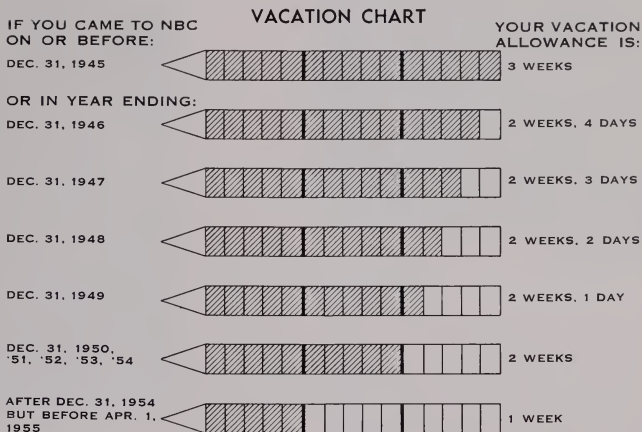 VACATION CHART
IF YOU CAME TO NBC
ON OR BEFORE:
YOUR VACATION
ALLOWANCE IS:
DEC. 31, 1945
3 WEEKS
OR IN YEAR ENDING:
DEC. 31, 1946
2 WEEKS, 4 DAYS
DEC. 31, 1947
2 WEEKS, 3 DAYS
DEC. 31, 1948
2 WEEKS, 2 DAYS
DEC. 31, 1949
2 WEEKS, 1 DAY
DEC. 31, 1950,
'51, '52, '53, '54
2 WEEKS
AFTER DEC. 31, 1954
BUT BEFORE APR. 1,
1955
1 WEEK